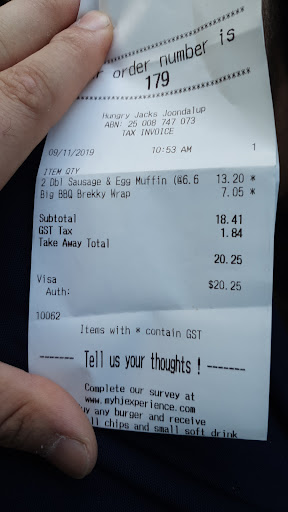 order number is
179
Hungry Jacks Joondalup
ABN: 25 008 747 073
TAX INVOICE
09/11/2019 10:53 AM 1
ITEM QTY
2 Dbl Sausage & Egg Muffin (@6.6 13.20 *
Big BBQ Brekky Wrap 7.05 *
Subtotal 18.41
GST Tax 1.84
Take Away Total
20.25
Visa $20.25
Auth:
10062
Items with * contain GST
-------- Tell us your thoughts ! -------
Complete our survey at
www.myhjexperience.com
any burger and receive
chips and small soft drink